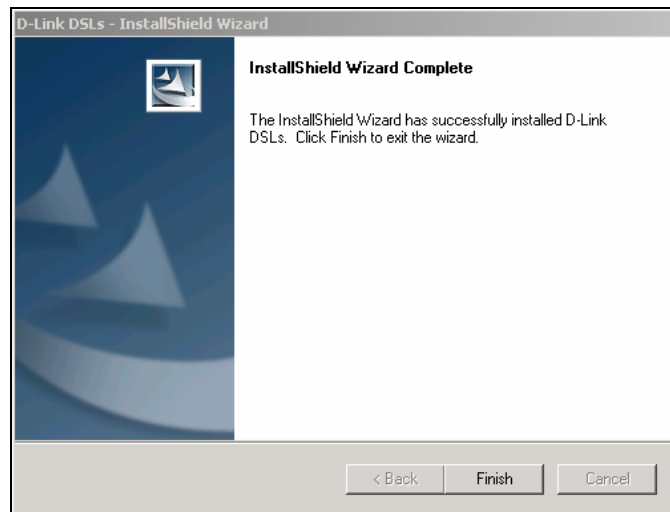 D-Link DSLs - InstallShield Wizard
InstallShield Wizard Complete
The InstallShield Wizard has successfully installed D-Link
DSLs. Click Finish to exit the wizard.
< Back
Finish
Cancel